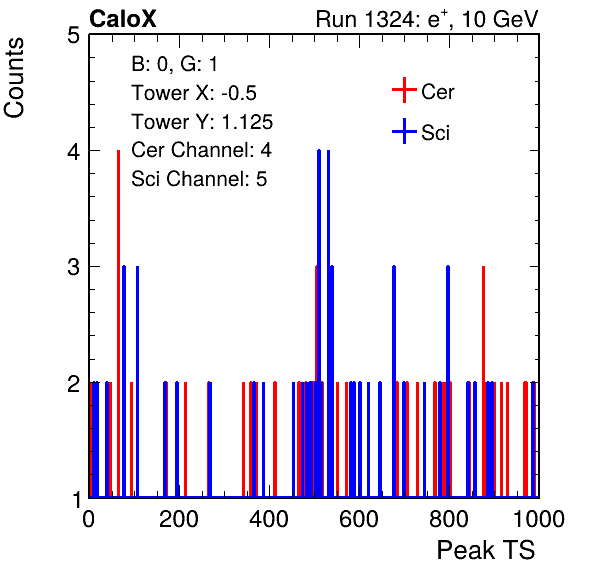 CaloX Run 1324: e⁺, 10 GeV
Counts
B: 0, G: 1
Tower X: -0.5
Tower Y: 1.125
Cer Channel: 4
Sci Channel: 5
Cer
Sci
5
4
3
2
1
0 200 400 600 800 1000
Peak TS